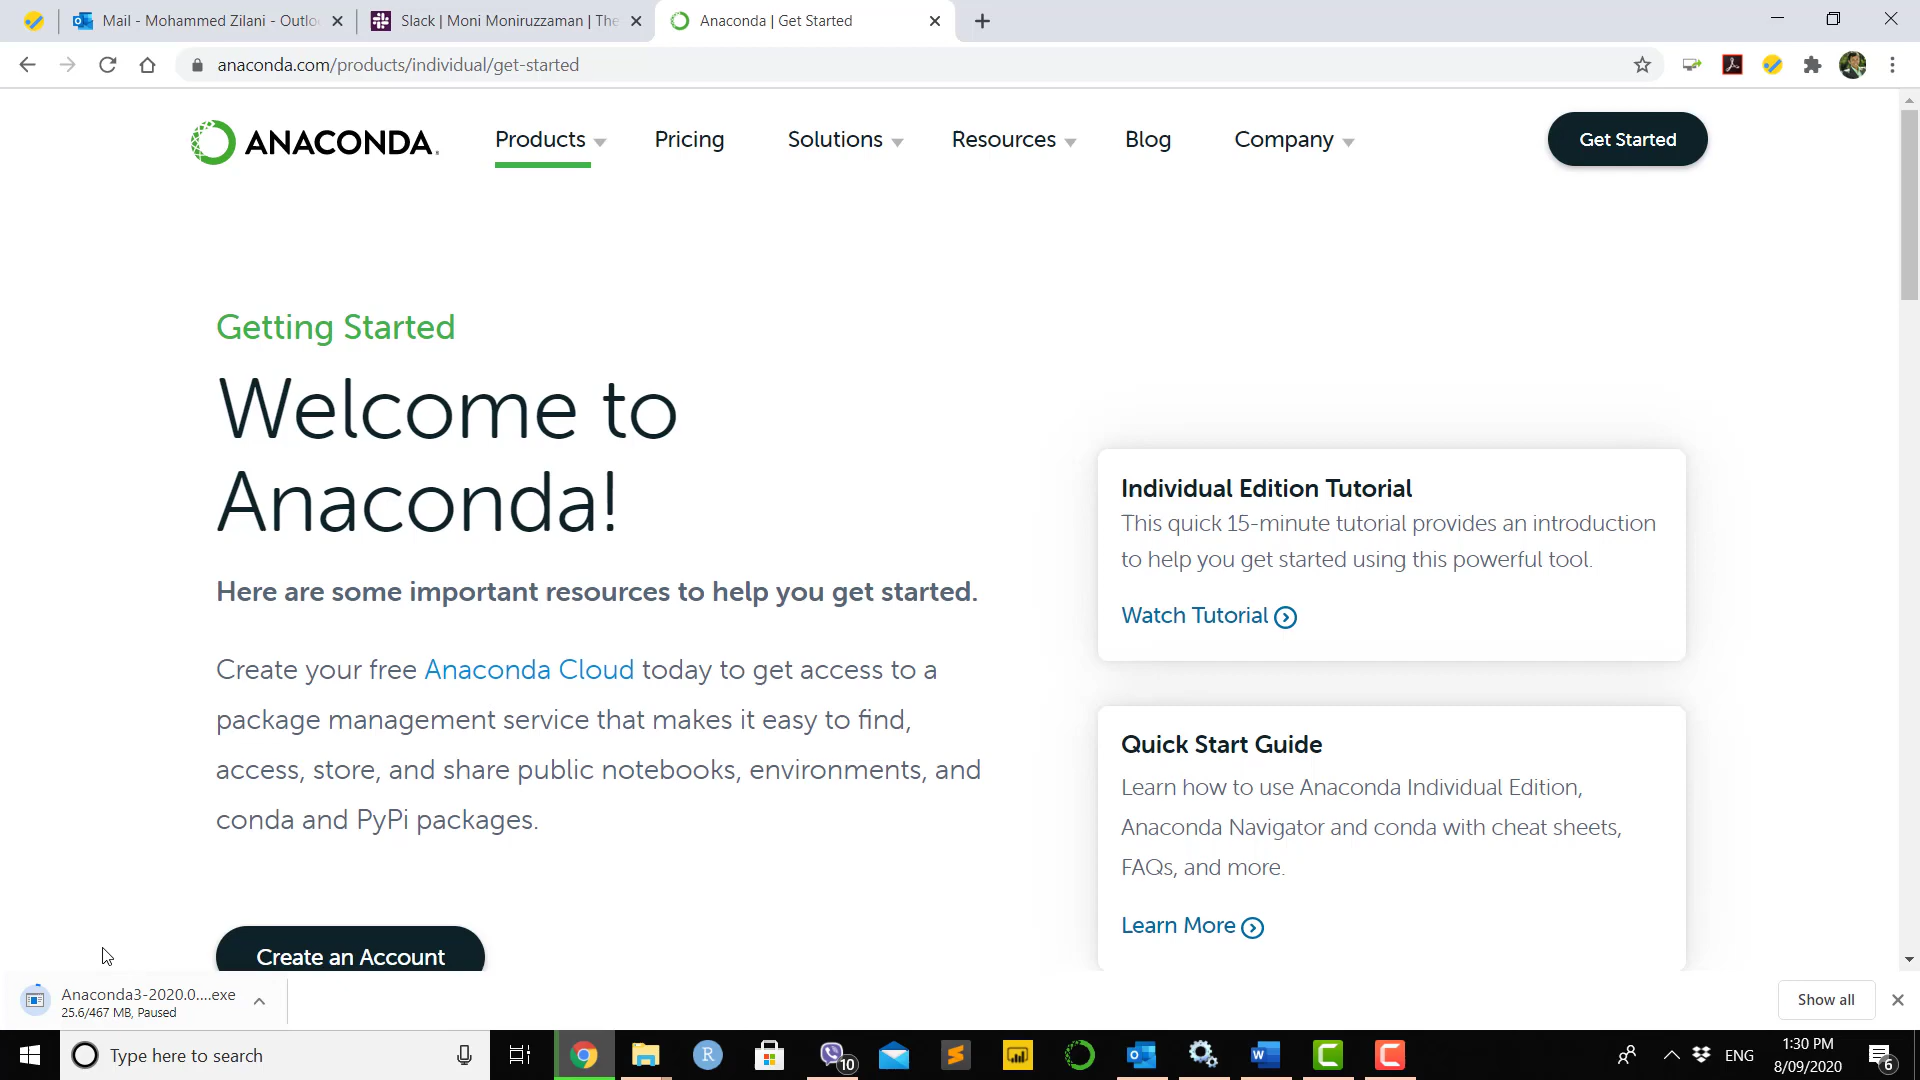 Mail - Mohammed Zilani - Outlo
Slack | Moni Moniruzzaman | The
Anaconda | Get Started
anaconda.com/products/individual/get-started
ANACONDA.
Products
Pricing
Solutions
Resources
Blog
Company
Get Started
Getting Started
Welcome to
Anaconda!
Here are some important resources to help you get started.
Create your free Anaconda Cloud today to get access to a
package management service that makes it easy to find,
access, store, and share public notebooks, environments, and
conda and PyPi packages.
Create an Account
Individual Edition Tutorial
This quick 15-minute tutorial provides an introduction
to help you get started using this powerful tool.
Watch Tutorial
Quick Start Guide
Learn how to use Anaconda Individual Edition,
Anaconda Navigator and conda with cheat sheets,
FAQs, and more.
Learn More
Anaconda3-2020.0....exe
25.6/467 MB, Paused
Show all
Type here to search
R
10
W
C
C
ENG
1:30 PM
8/09/2020
6